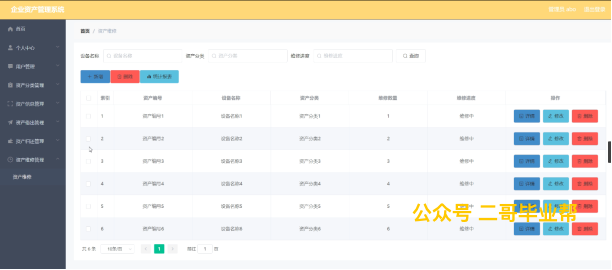 企业资产管理系统
管理员 abo 退出登录
首页
个人中心
用户管理
资产分类管理
资产信息管理
资产借出管理
资产归还管理
资产维修管理
资产维修
首页 / 资产维修
设备名称 设备名称 资产分类 资产分类 维修进度 维修进度 查询
新增 删除 统计报表
索引 资产编号 设备名称 资产分类 维修数量 维修进度 操作
1 资产编号1 设备名称1 资产分类1 1 维修中 详情 修改 删除
2 资产编号2 设备名称2 资产分类2 2 维修中 详情 修改 删除
3 资产编号3 设备名称3 资产分类3 3 维修中 详情 修改 删除
4 资产编号4 设备名称4 资产分类4 4 维修中 详情 修改 删除
5 资产编号5 设备名称5 资产分类5 5 维修中 详情 修改 删除
6 资产编号6 设备名称6 资产分类6 6 维修中 详情 修改 删除
公众号 二哥毕业帮
共 6 条 10条/页 1 前往 1 页